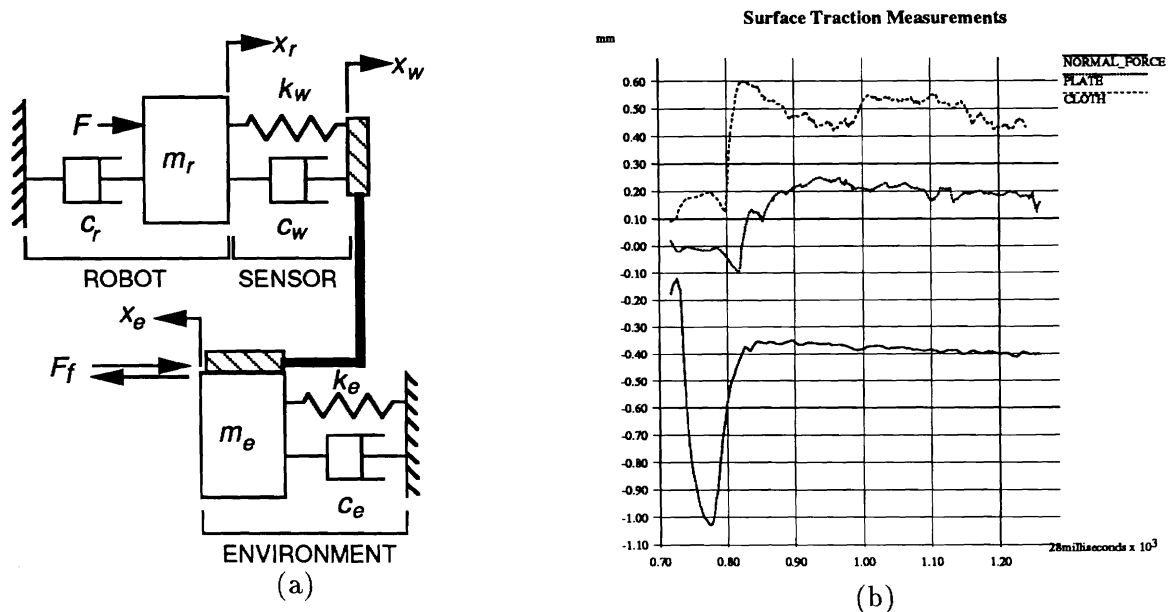 x_r
x_w
k_w
F
m_r
c_r
c_w
ROBOT
SENSOR
x_e
F_f
k_e
m_e
c_e
ENVIRONMENT
(a)
Surface Traction Measurements
mm
NORMAL_FORCE
PLATE
CLOTH
0.60
0.50
0.40
0.30
0.20
0.10
-0.00
-0.10
-0.20
-0.30
-0.40
-0.50
-0.60
-0.70
-0.80
-0.90
-1.00
-1.10
28milliseconds x 10³
0.70
0.80
0.90
1.00
1.10
1.20
(b)